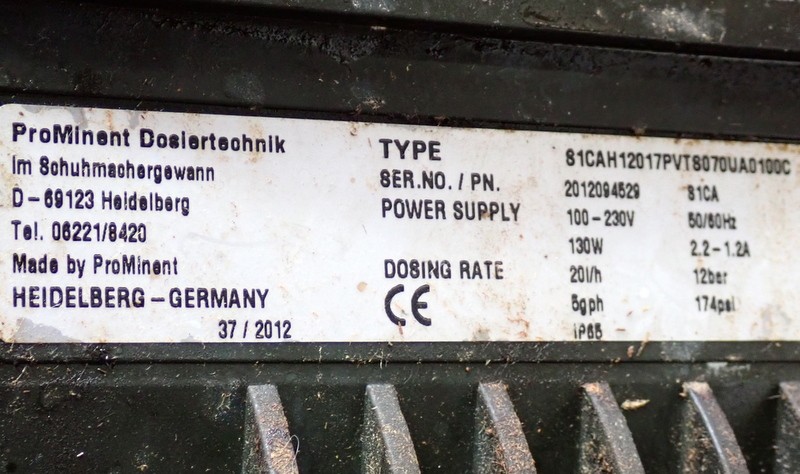 ProMinent Dosiertechnik
Im Schuhmachergewann
D - 69123 Heidelberg
Tel. 06221/8420
Made by ProMinent
HEIDELBERG - GERMANY
37 / 2012
TYPE S1CAH12017PVTS070UA0100C
SER.NO. / PN. 2012094529 S1CA
POWER SUPPLY 100 - 230V 50/60Hz
130W 2.2 - 1.2A
DOSING RATE 20l/h 12bar
CE 5gph 174psi
IP65